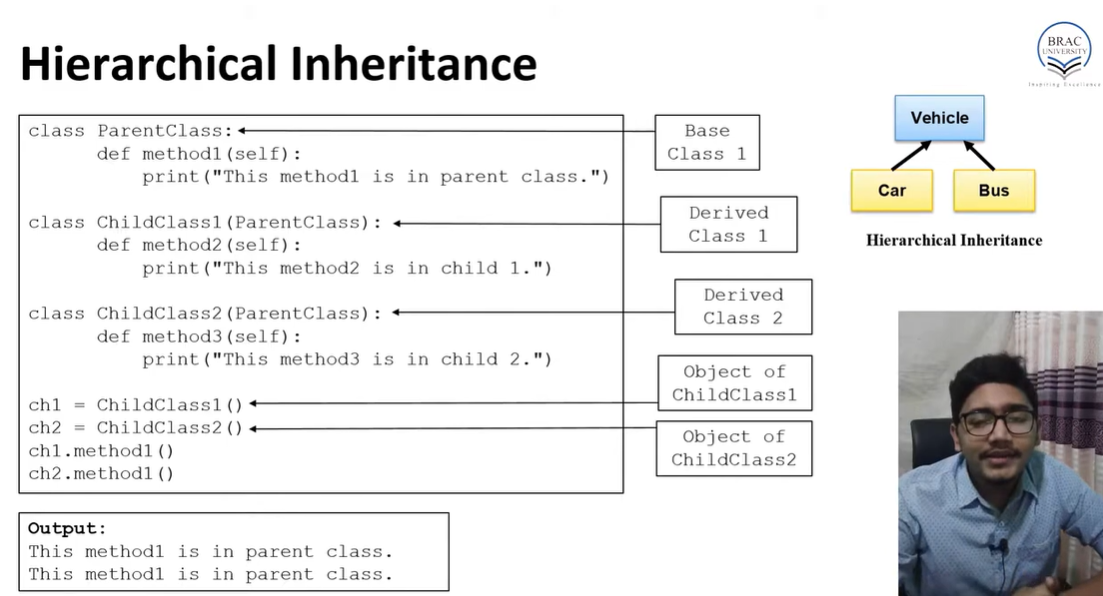 Hierarchical Inheritance
BRAC
UNIVERSITY
Inspiring Excellence
class ParentClass:
def method1(self):
print("This method1 is in parent class.")
class ChildClass1(ParentClass):
def method2(self):
print("This method2 is in child 1.")
class ChildClass2(ParentClass):
def method3(self):
print("This method3 is in child 2.")
ch1 = ChildClass1()
ch2 = ChildClass2()
ch1.method1()
ch2.method1()
Base
Class 1
Derived
Class 1
Derived
Class 2
Object of
ChildClass1
Object of
ChildClass2
Vehicle
Car
Bus
Hierarchical Inheritance
Output:
This method1 is in parent class.
This method1 is in parent class.